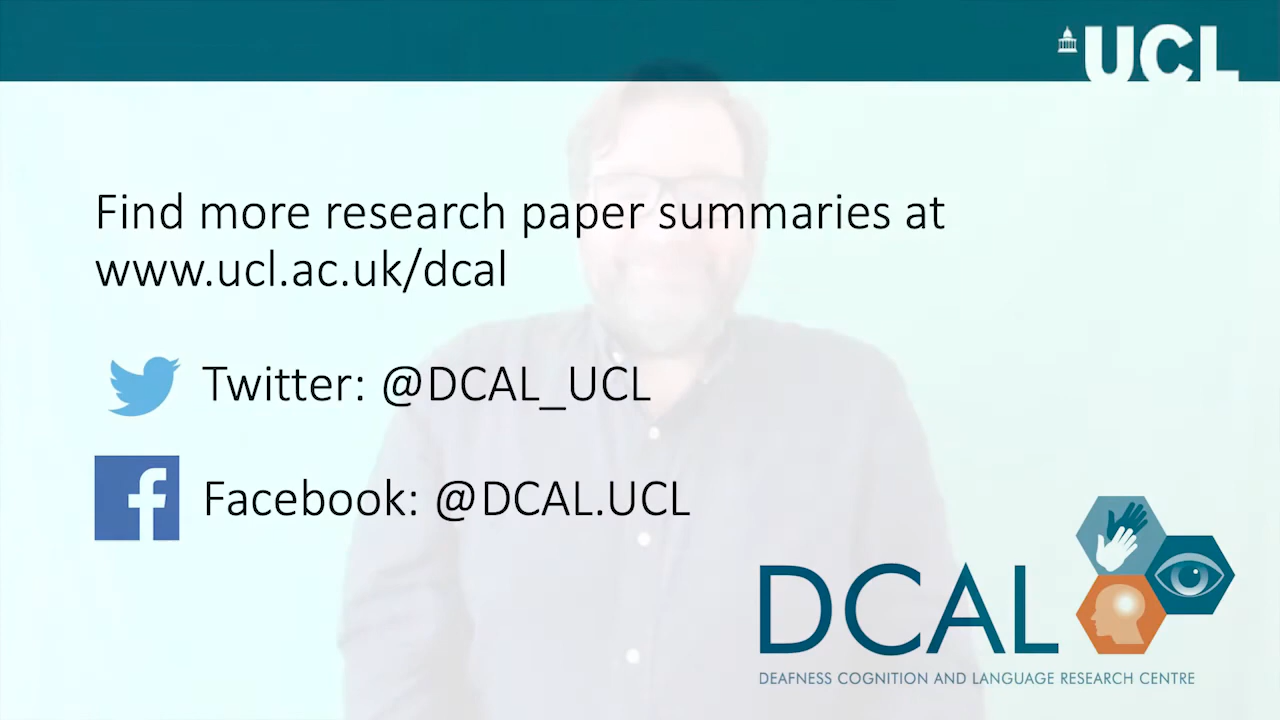 UCL
Find more research paper summaries at
www.ucl.ac.uk/dcal
Twitter: @DCAL_UCL
Facebook: @DCAL.UCL
DCAL
DEAFNESS COGNITION AND LANGUAGE RESEARCH CENTRE